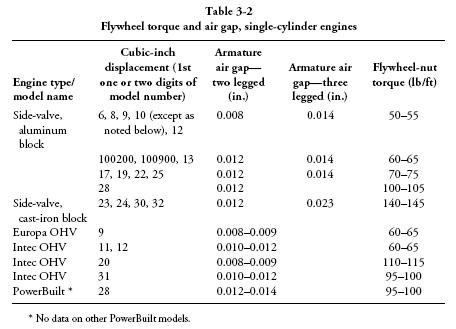 Table 3-2
Flywheel torque and air gap, single-cylinder engines
Cubic-inch Armature
displacement (1st air gap— Armature air Flywheel-nut
Engine type/ one or two digits of two legged gap—three torque (lb/ft)
model name model number) (in.) legged (in.)
Side-valve, 6, 8, 9, 10 (except as 0.008 0.014 50–55
aluminum noted below), 12
block
100200, 100900, 13 0.012 0.014 60–65
17, 19, 22, 25 0.012 0.014 70–75
28 0.012 100–105
Side-valve, 23, 24, 30, 32 0.012 0.023 140–145
cast-iron block
Europa OHV 9 0.008–0.009 60–65
Intec OHV 11, 12 0.010–0.012 60–65
Intec OHV 20 0.008–0.009 110–115
Intec OHV 31 0.010–0.012 95–100
PowerBuilt * 28 0.012–0.014 95–100
* No data on other PowerBuilt models.